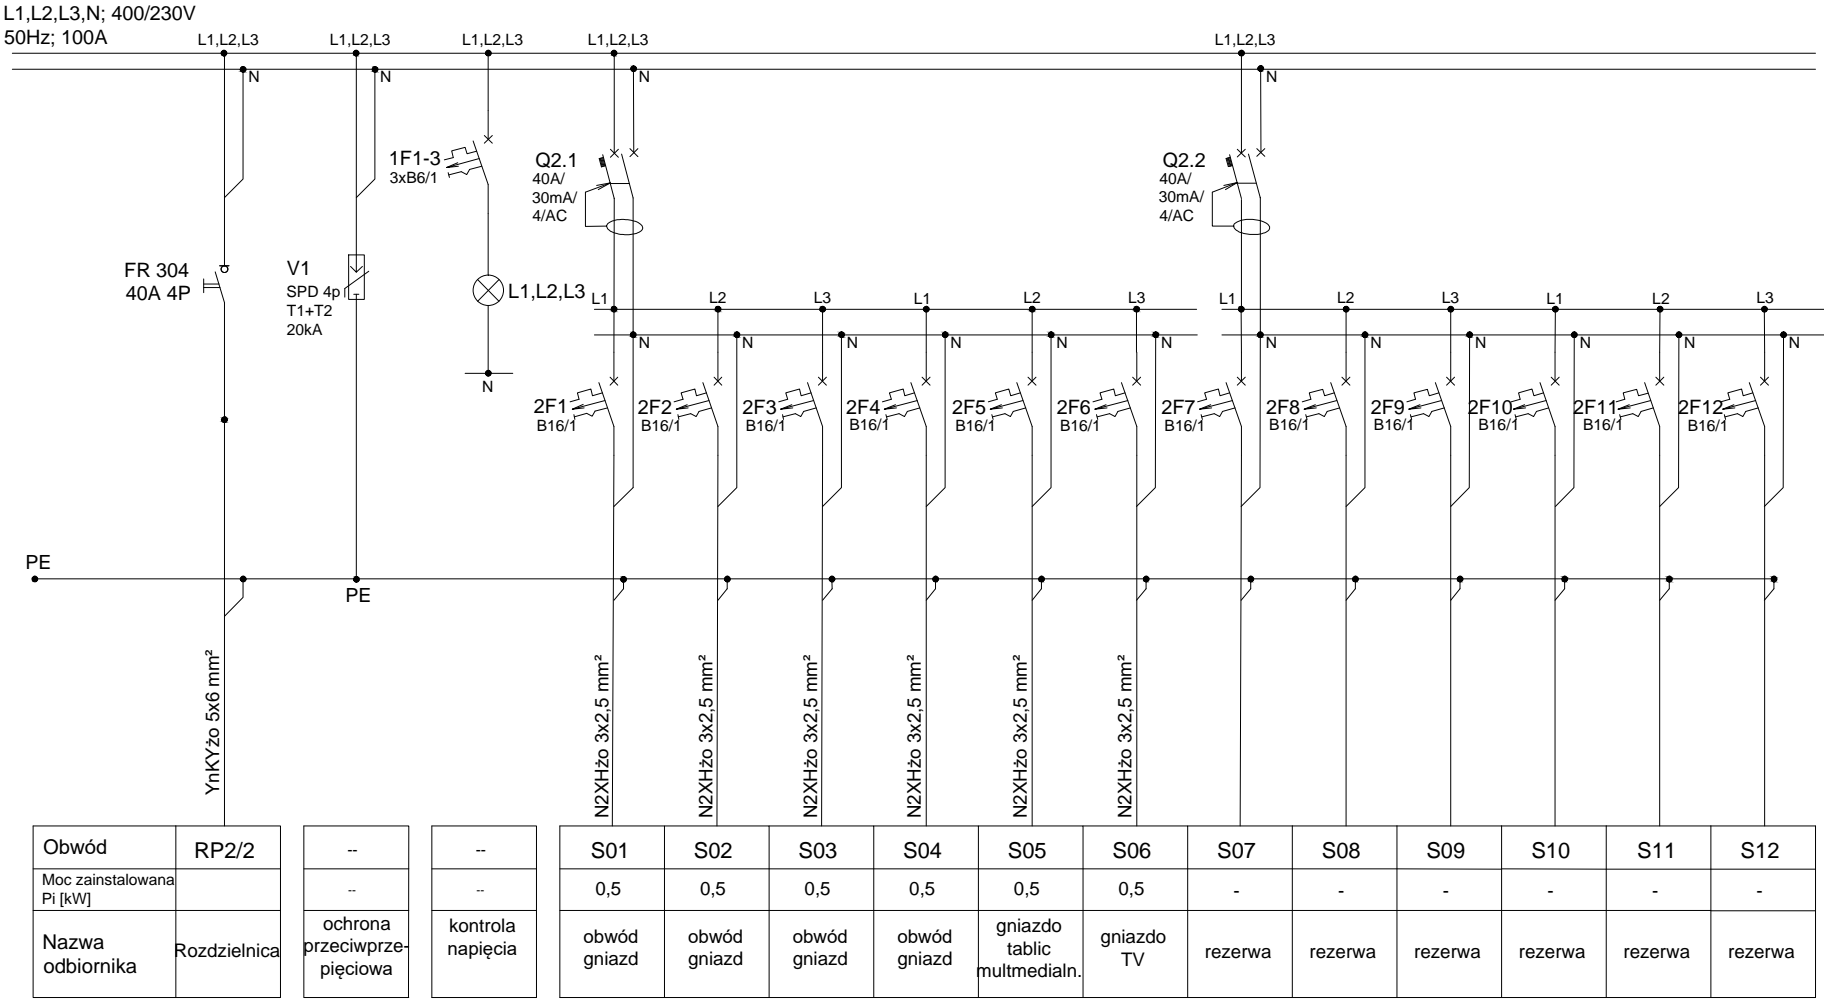 L1,L2,L3,N; 400/230V
50Hz; 100A
L1,L2,L3
L1,L2,L3
L1,L2,L3
L1,L2,L3
L1,L2,L3
N
N
N
N
1F1-3
3xB6/1
Q2.1
40A/
30mA/
4/AC
Q2.2
40A/
30mA/
4/AC
FR 304
40A 4P
V1
SPD 4p
T1+T2
20kA
L1,L2,L3
N
L1
L2
L3
L1
L2
L3
L1
L2
L3
L1
L2
L3
N
N
N
N
N
N
N
N
N
N
N
N
2F1
B16/1
2F2
B16/1
2F3
B16/1
2F4
B16/1
2F5
B16/1
2F6
B16/1
2F7
B16/1
2F8
B16/1
2F9
B16/1
2F10
B16/1
2F11
B16/1
2F12
B16/1
PE
PE
YnKYżo 5x6 mm²
N2XHżo 3x2,5 mm²
N2XHżo 3x2,5 mm²
N2XHżo 3x2,5 mm²
N2XHżo 3x2,5 mm²
N2XHżo 3x2,5 mm²
N2XHżo 3x2,5 mm²
Obwód RP2/2 -- -- S01 S02 S03 S04 S05 S06 S07 S08 S09 S10 S11 S12
Moc zainstalowana
Pi [kW]
-- -- 0,5 0,5 0,5 0,5 0,5 0,5 - - - - - -
Nazwa
odbiornika
Rozdzielnica
ochrona
przeciwprze-
pięciowa
kontrola
napięcia
obwód
gniazd
obwód
gniazd
obwód
gniazd
obwód
gniazd
gniazdo
tablic
multmedialn.
gniazdo
TV
rezerwa
rezerwa
rezerwa
rezerwa
rezerwa
rezerwa